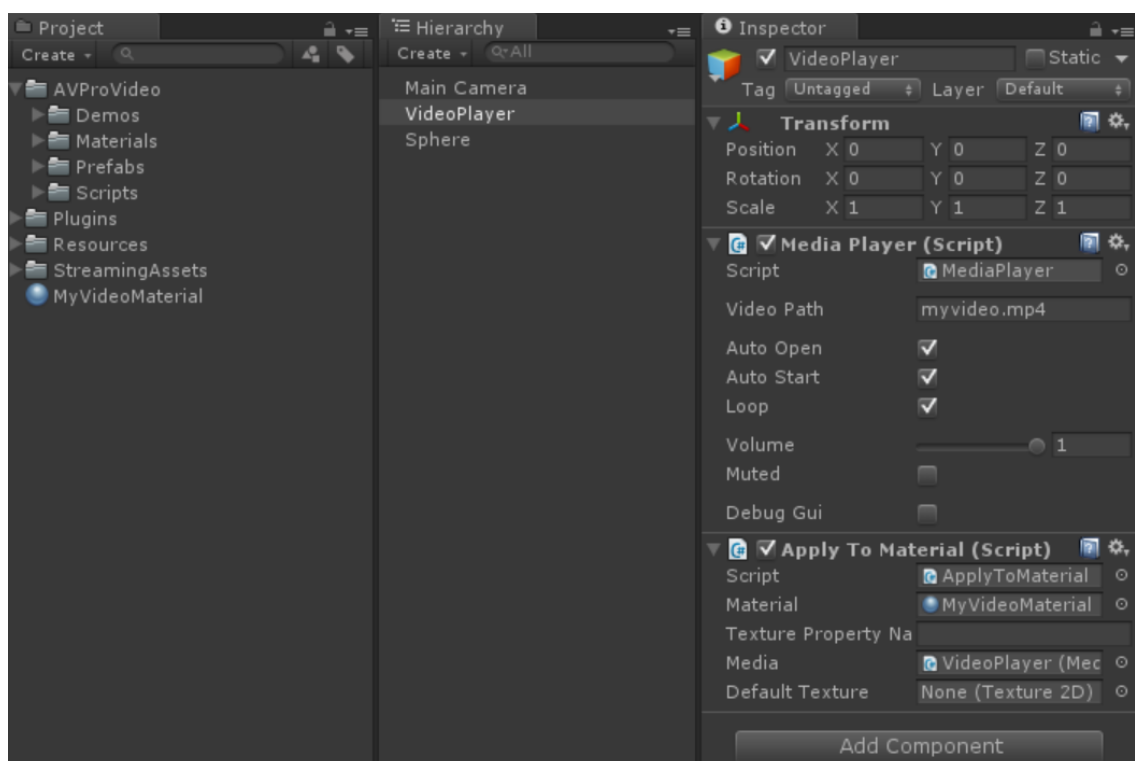 Project
Create
AVProVideo
Demos
Materials
Prefabs
Scripts
Plugins
Resources
StreamingAssets
MyVideoMaterial
Hierarchy
Create All
Main Camera
VideoPlayer
Sphere
Inspector
VideoPlayer Static
Tag Untagged Layer Default
Transform
Position X 0 Y 0 Z 0
Rotation X 0 Y 0 Z 0
Scale X 1 Y 1 Z 1
Media Player (Script)
Script MediaPlayer
Video Path myvideo.mp4
Auto Open
Auto Start
Loop
Volume 1
Muted
Debug Gui
Apply To Material (Script)
Script ApplyToMaterial
Material MyVideoMaterial
Texture Property Na
Media VideoPlayer (Mec
Default Texture None (Texture 2D)
Add Component